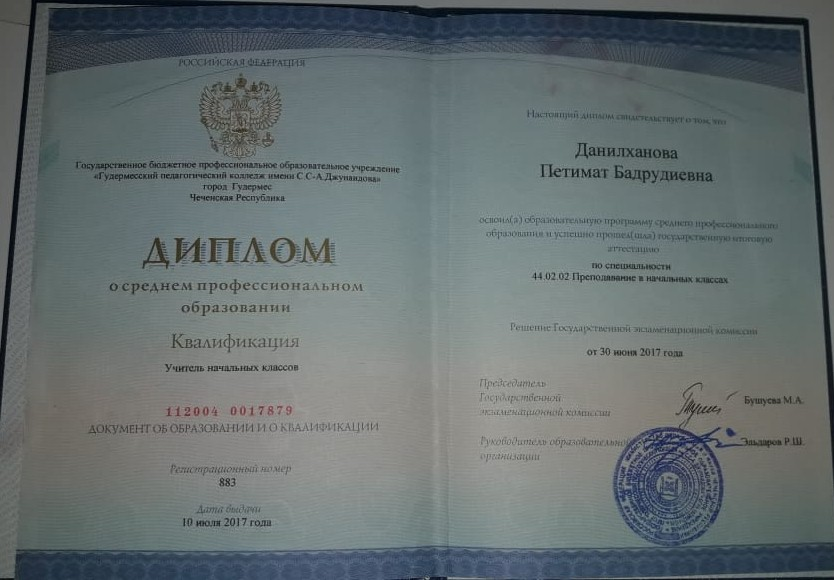 РОССИЙСКАЯ ФЕДЕРАЦИЯ
Государственное бюджетное профессиональное образовательное учреждение
«Гудермесский педагогический колледж имени С.С-А.Джунаидова»
город Гудермес
Чеченская Республика
ДИПЛОМ
о среднем профессиональном
образовании
Квалификация
Учитель начальных классов
112004 0017879
ДОКУМЕНТ ОБ ОБРАЗОВАНИИ И О КВАЛИФИКАЦИИ
Регистрационный номер
883
Дата выдачи
10 июля 2017 года
Настоящий диплом свидетельствует о том, что
Данилханова
Петимат Бадрудиевна
освоил(а) образовательную программу среднего профессионального
образования и успешно прошел(шла) государственную итоговую
аттестацию
по специальности
44.02.02 Преподавание в начальных классах
Решение Государственной экзаменационной комиссии
от 30 июня 2017 года
Председатель
Государственной
экзаменационной комиссии
Бушуева М.А.
Руководитель образовательной
организации
Эльдаров Р.Ш.